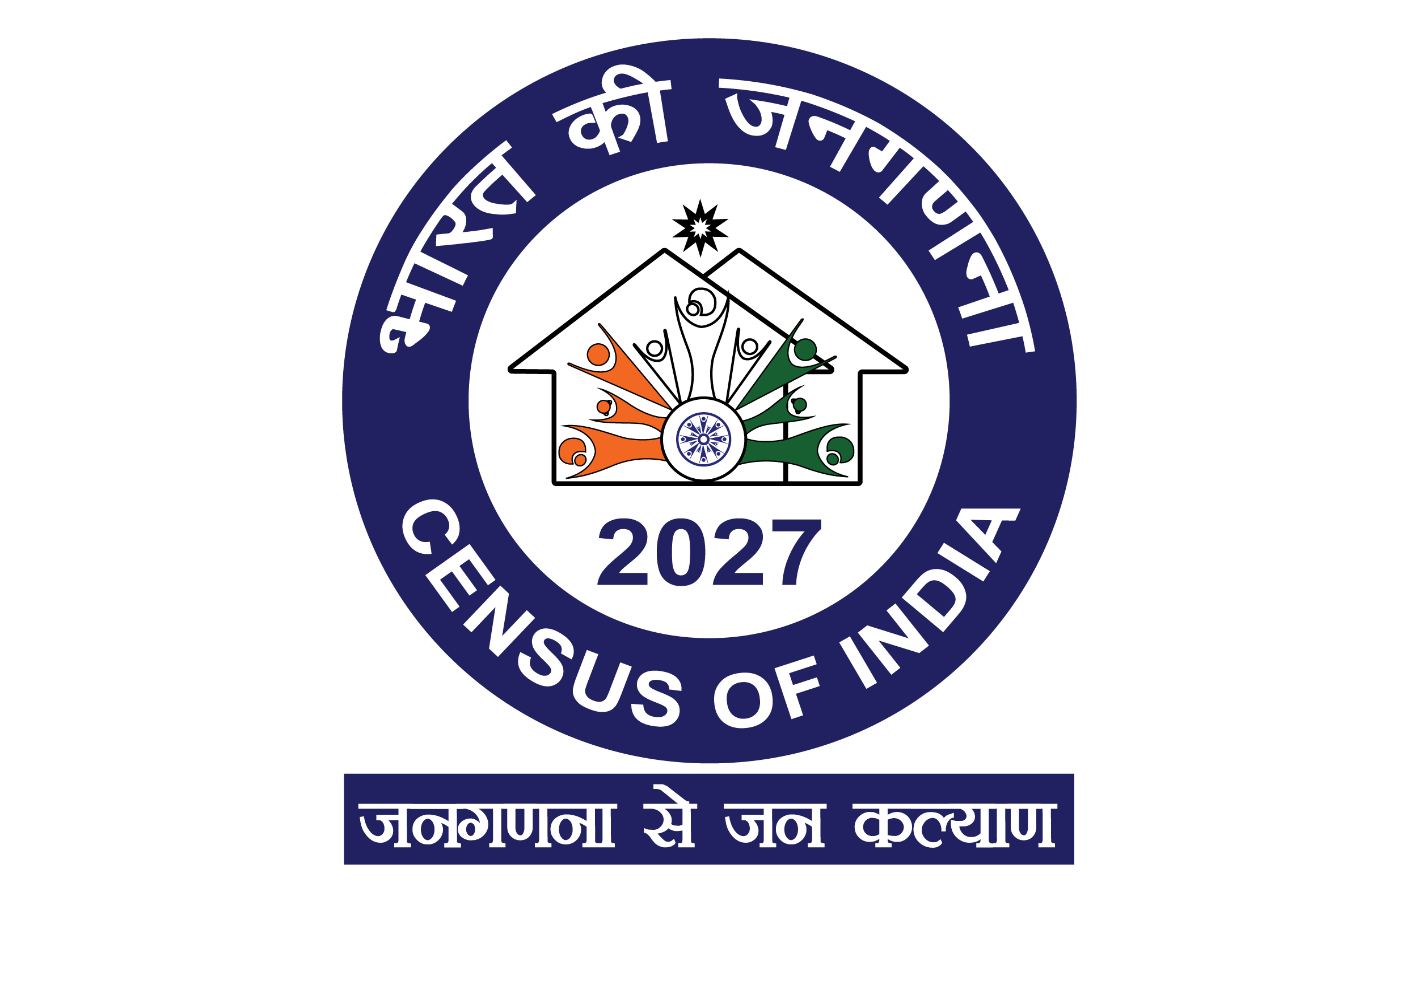 भारत की जनगणना
2027
CENSUS OF INDIA
जनगणना से जन कल्याण